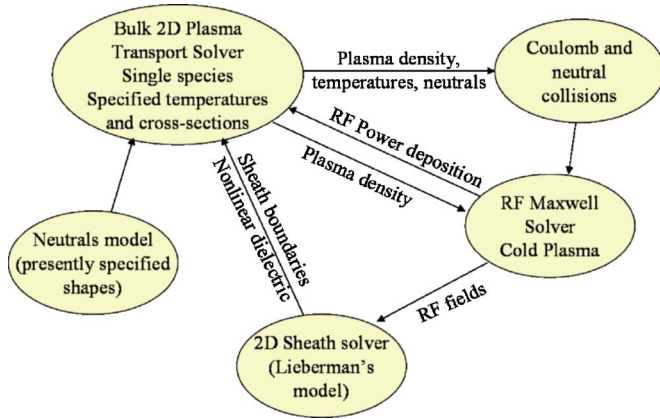 Bulk 2D Plasma
Transport Solver
Single species
Specified temperatures
and cross-sections
Plasma density,
temperatures, neutrals
Coulomb and
neutral
collisions
RF Power deposition
Plasma density
Sheath boundaries
Nonlinear dielectric
Neutrals model
(presently specified
shapes)
RF Maxwell
Solver
Cold Plasma
RF fields
2D Sheath solver
(Lieberman's
model)